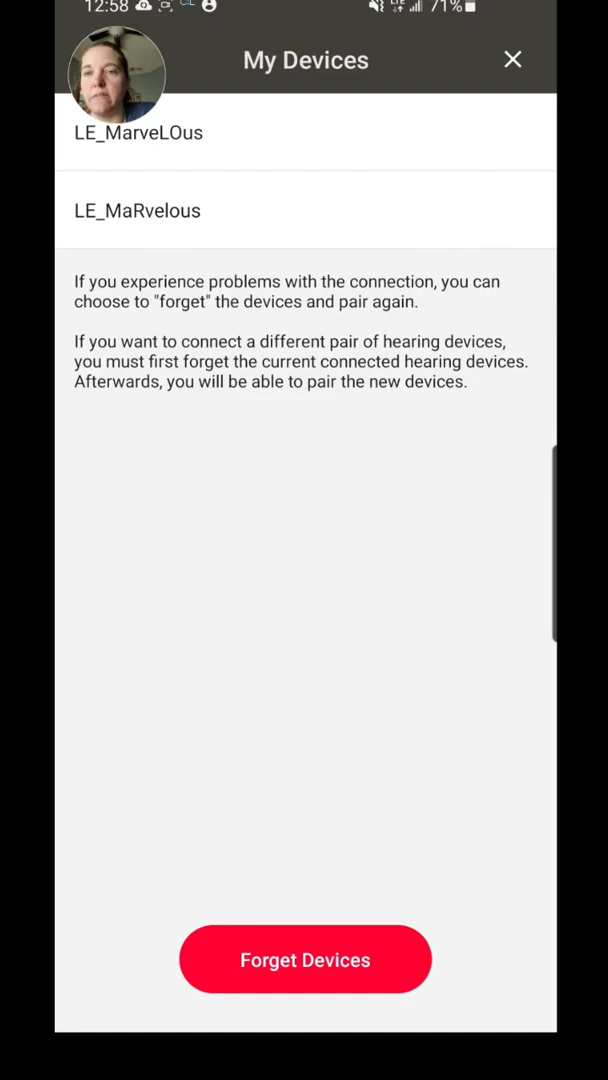 12:58 LTE 71%
My Devices
LE_MarveLOus
LE_MaRvelous
If you experience problems with the connection, you can
choose to "forget" the devices and pair again.
If you want to connect a different pair of hearing devices,
you must first forget the current connected hearing devices.
Afterwards, you will be able to pair the new devices.
Forget Devices